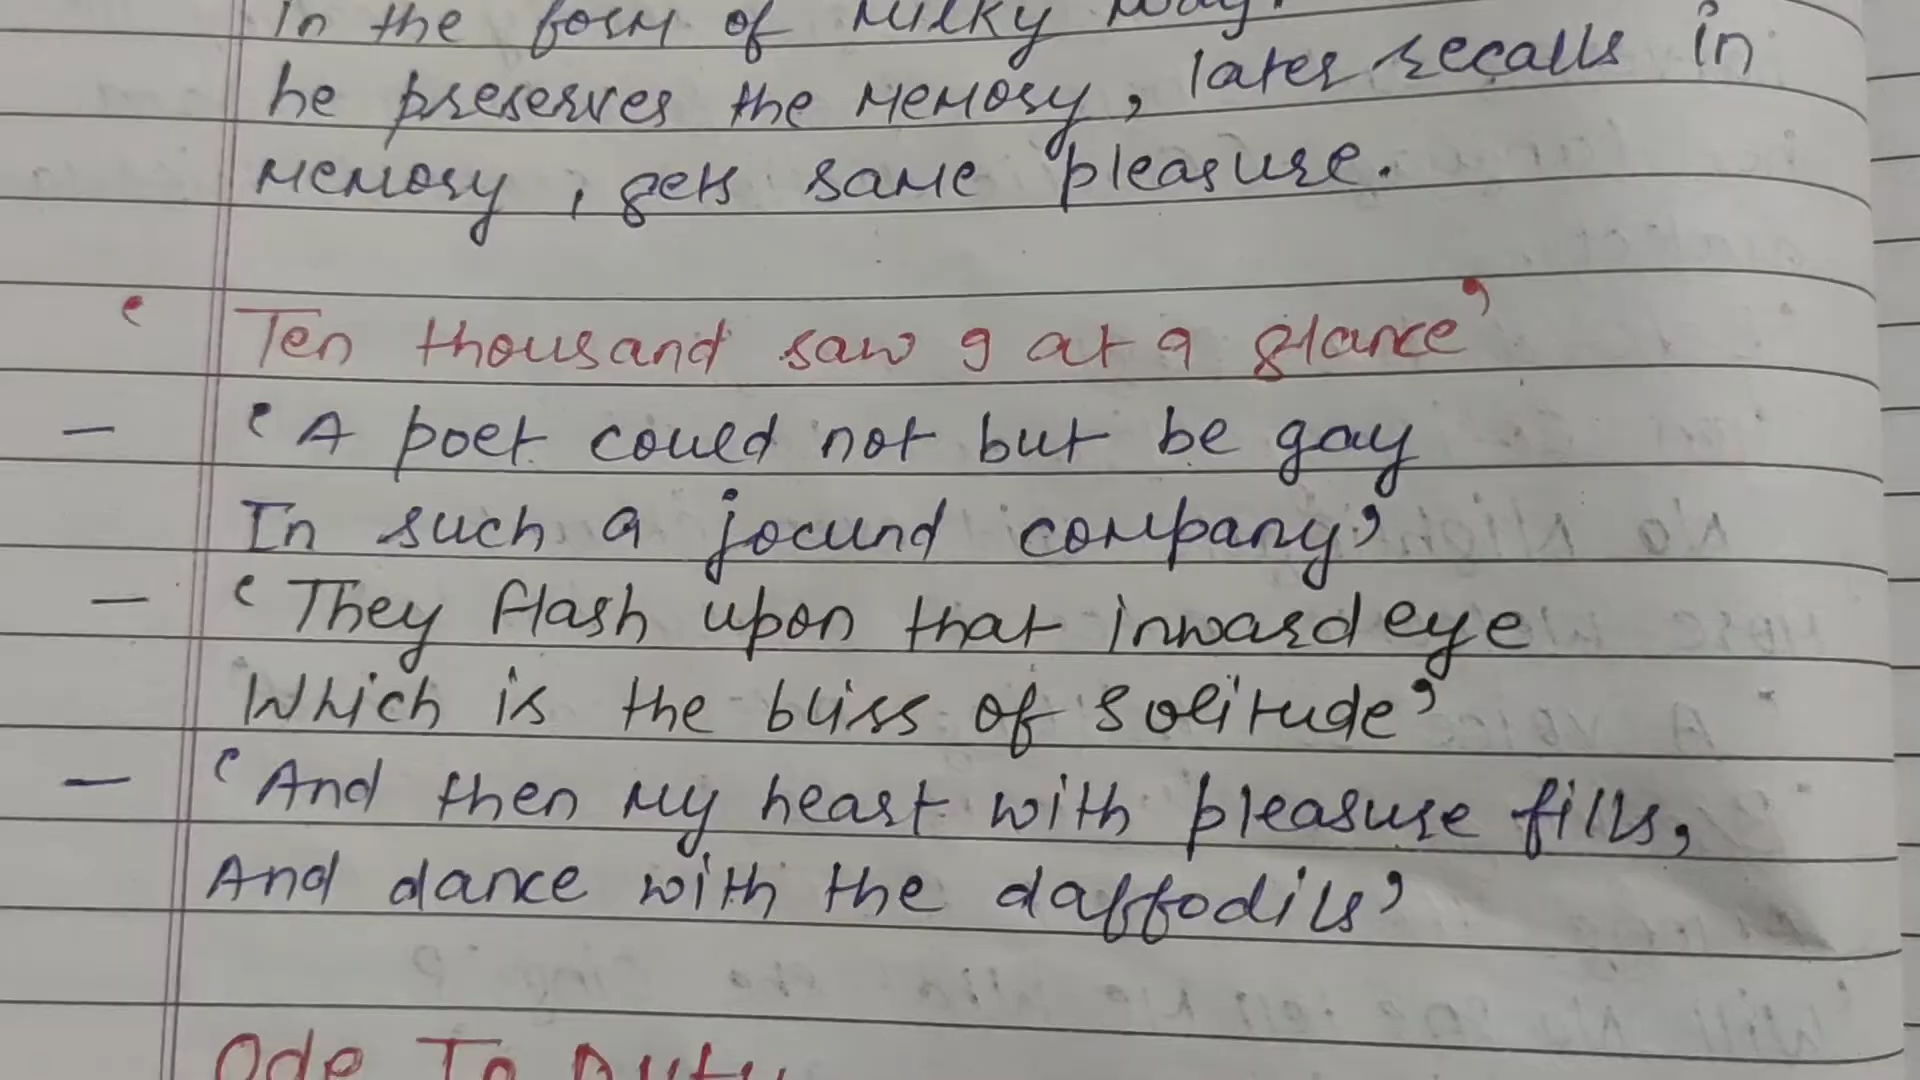 In the form of Milky Way.
he preserves the memory, later recalls in
memory, gets same pleasure.
‘Ten thousand saw I at a glance’
– ‘A poet could not but be gay
In such a jocund company’
– ‘They flash upon that inward eye
Which is the bliss of solitude’
– ‘And then my heart with pleasure fills,
And dance with the daffodils’
Ode To Duty